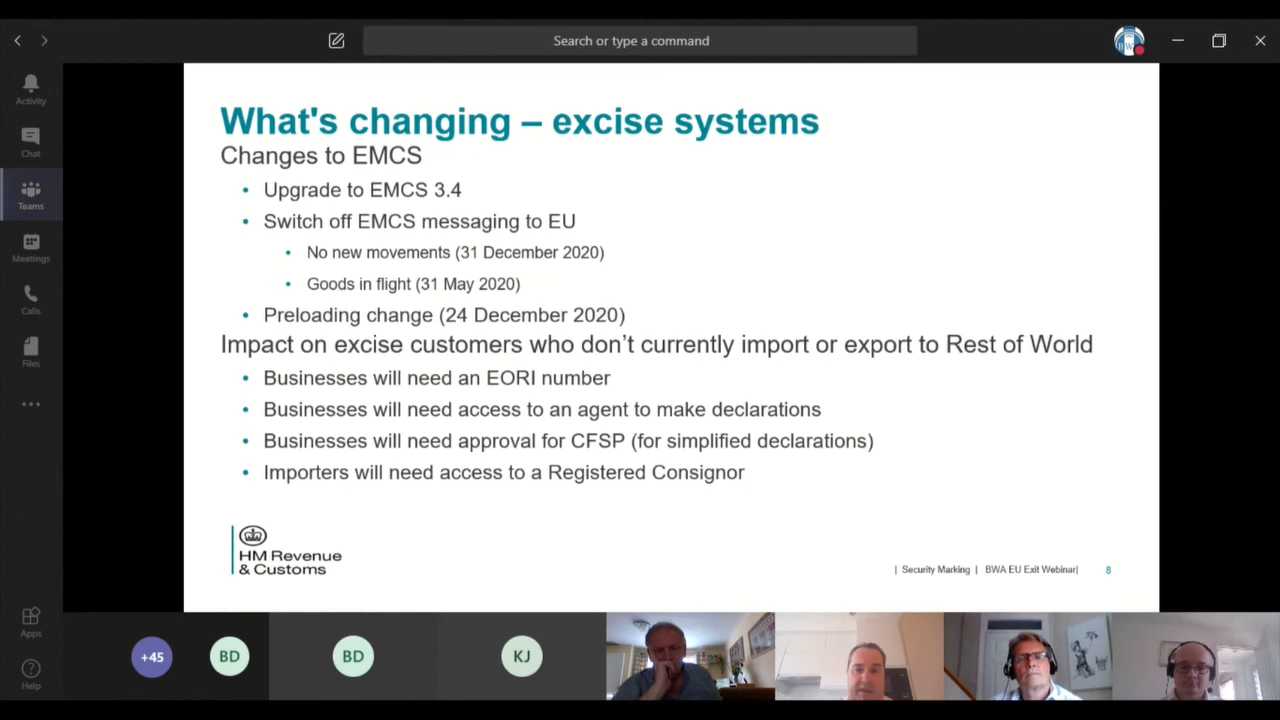 Search or type a command
BW
Activity
Chat
Teams
Meetings
Calls
Files
Apps
Help
What's changing – excise systems
Changes to EMCS
• Upgrade to EMCS 3.4
• Switch off EMCS messaging to EU
• No new movements (31 December 2020)
• Goods in flight (31 May 2020)
• Preloading change (24 December 2020)
Impact on excise customers who don’t currently import or export to Rest of World
• Businesses will need an EORI number
• Businesses will need access to an agent to make declarations
• Businesses will need approval for CFSP (for simplified declarations)
• Importers will need access to a Registered Consignor
HM Revenue
& Customs
| Security Marking | BWA EU Exit Webinar| 8
+45
BD
BD
KJ